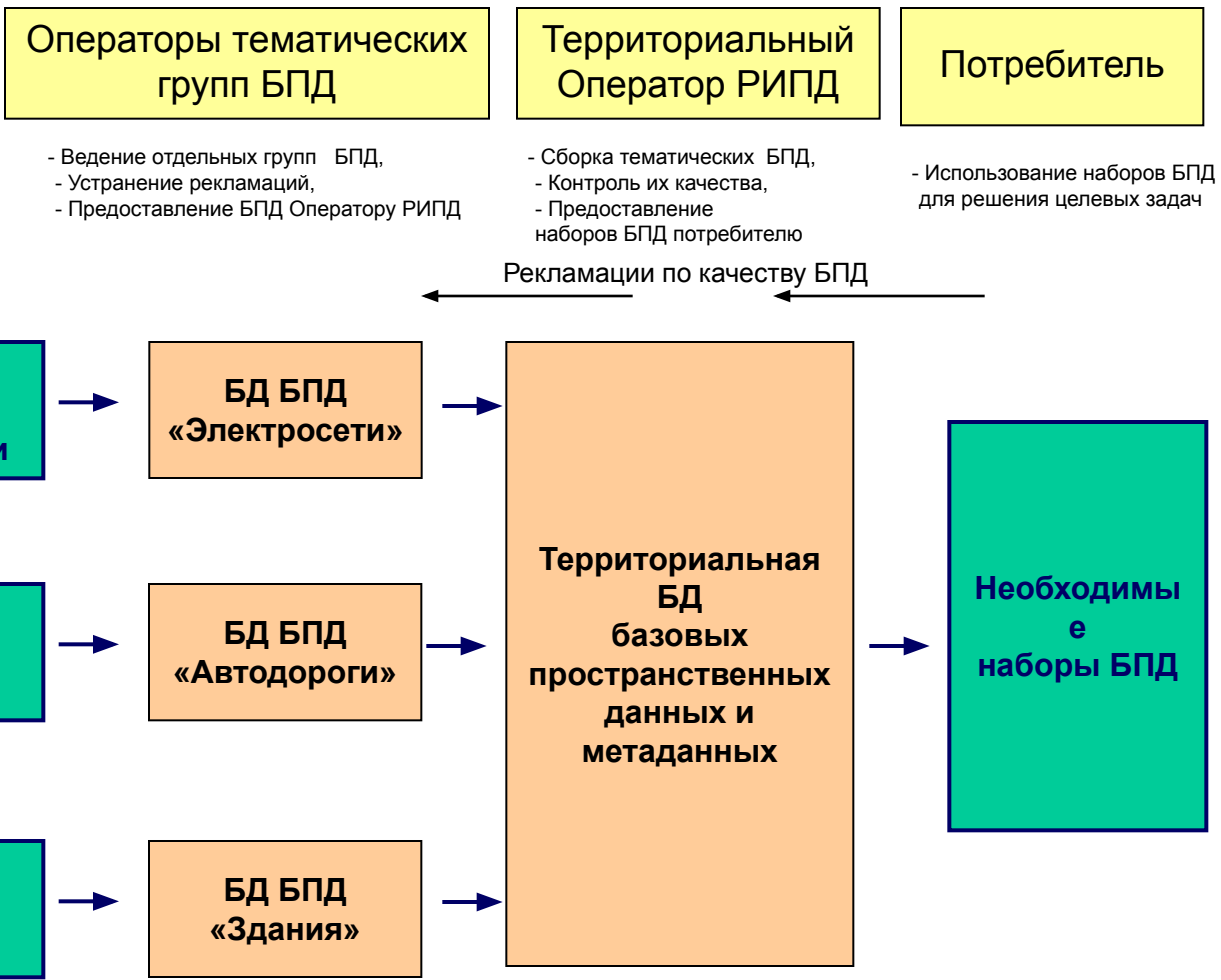 Операторы тематических
групп БПД
Территориальный
Оператор РИПД
Потребитель
- Ведение отдельных групп БПД,
- Устранение рекламаций,
- Предоставление БПД Оператору РИПД
- Сборка тематических БПД,
- Контроль их качества,
- Предоставление
наборов БПД потребителю
- Использование наборов БПД
для решения целевых задач
Рекламации по качеству БПД
и
БД БПД
«Электросети»
БД БПД
«Автодороги»
БД БПД
«Здания»
Территориальная
БД
базовых
пространственных
данных и
метаданных
Необходимы
е
наборы БПД